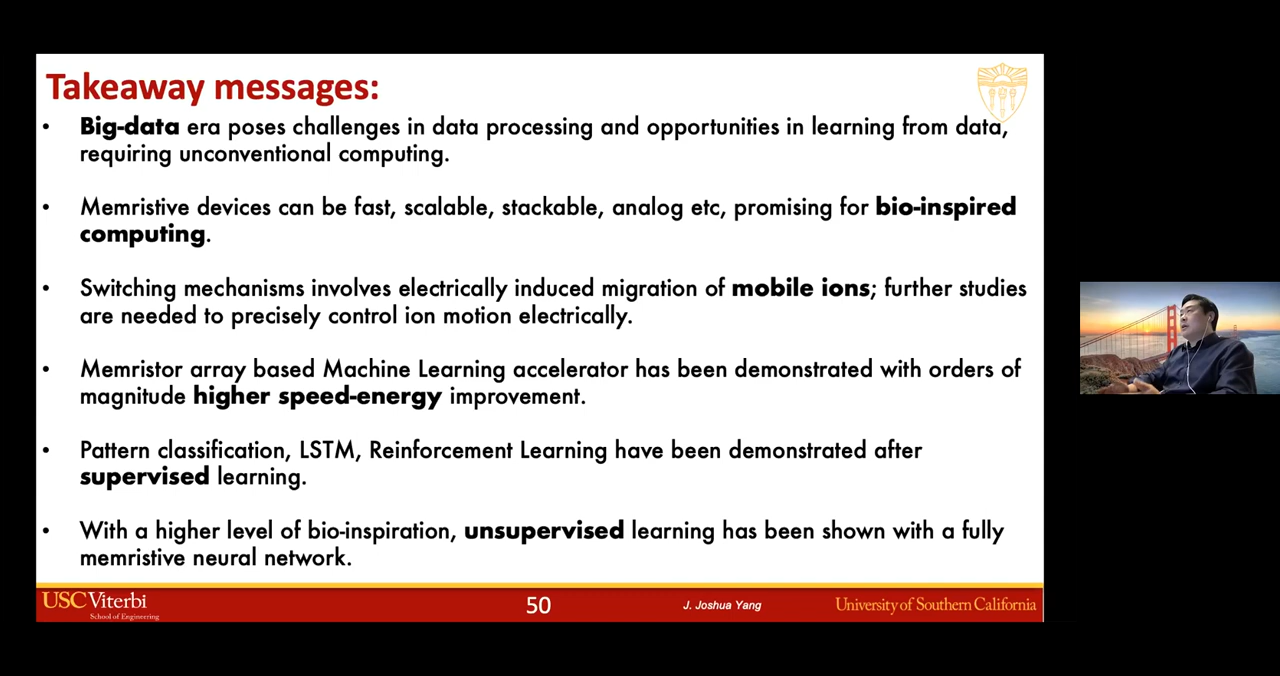 Takeaway messages:
• Big-data era poses challenges in data processing and opportunities in learning from data,
requiring unconventional computing.
• Memristive devices can be fast, scalable, stackable, analog etc, promising for bio-inspired
computing.
• Switching mechanisms involves electrically induced migration of mobile ions; further studies
are needed to precisely control ion motion electrically.
• Memristor array based Machine Learning accelerator has been demonstrated with orders of
magnitude higher speed-energy improvement.
• Pattern classification, LSTM, Reinforcement Learning have been demonstrated after
supervised learning.
• With a higher level of bio-inspiration, unsupervised learning has been shown with a fully
memristive neural network.
USC Viterbi
School of Engineering
50
J. Joshua Yang
University of Southern California